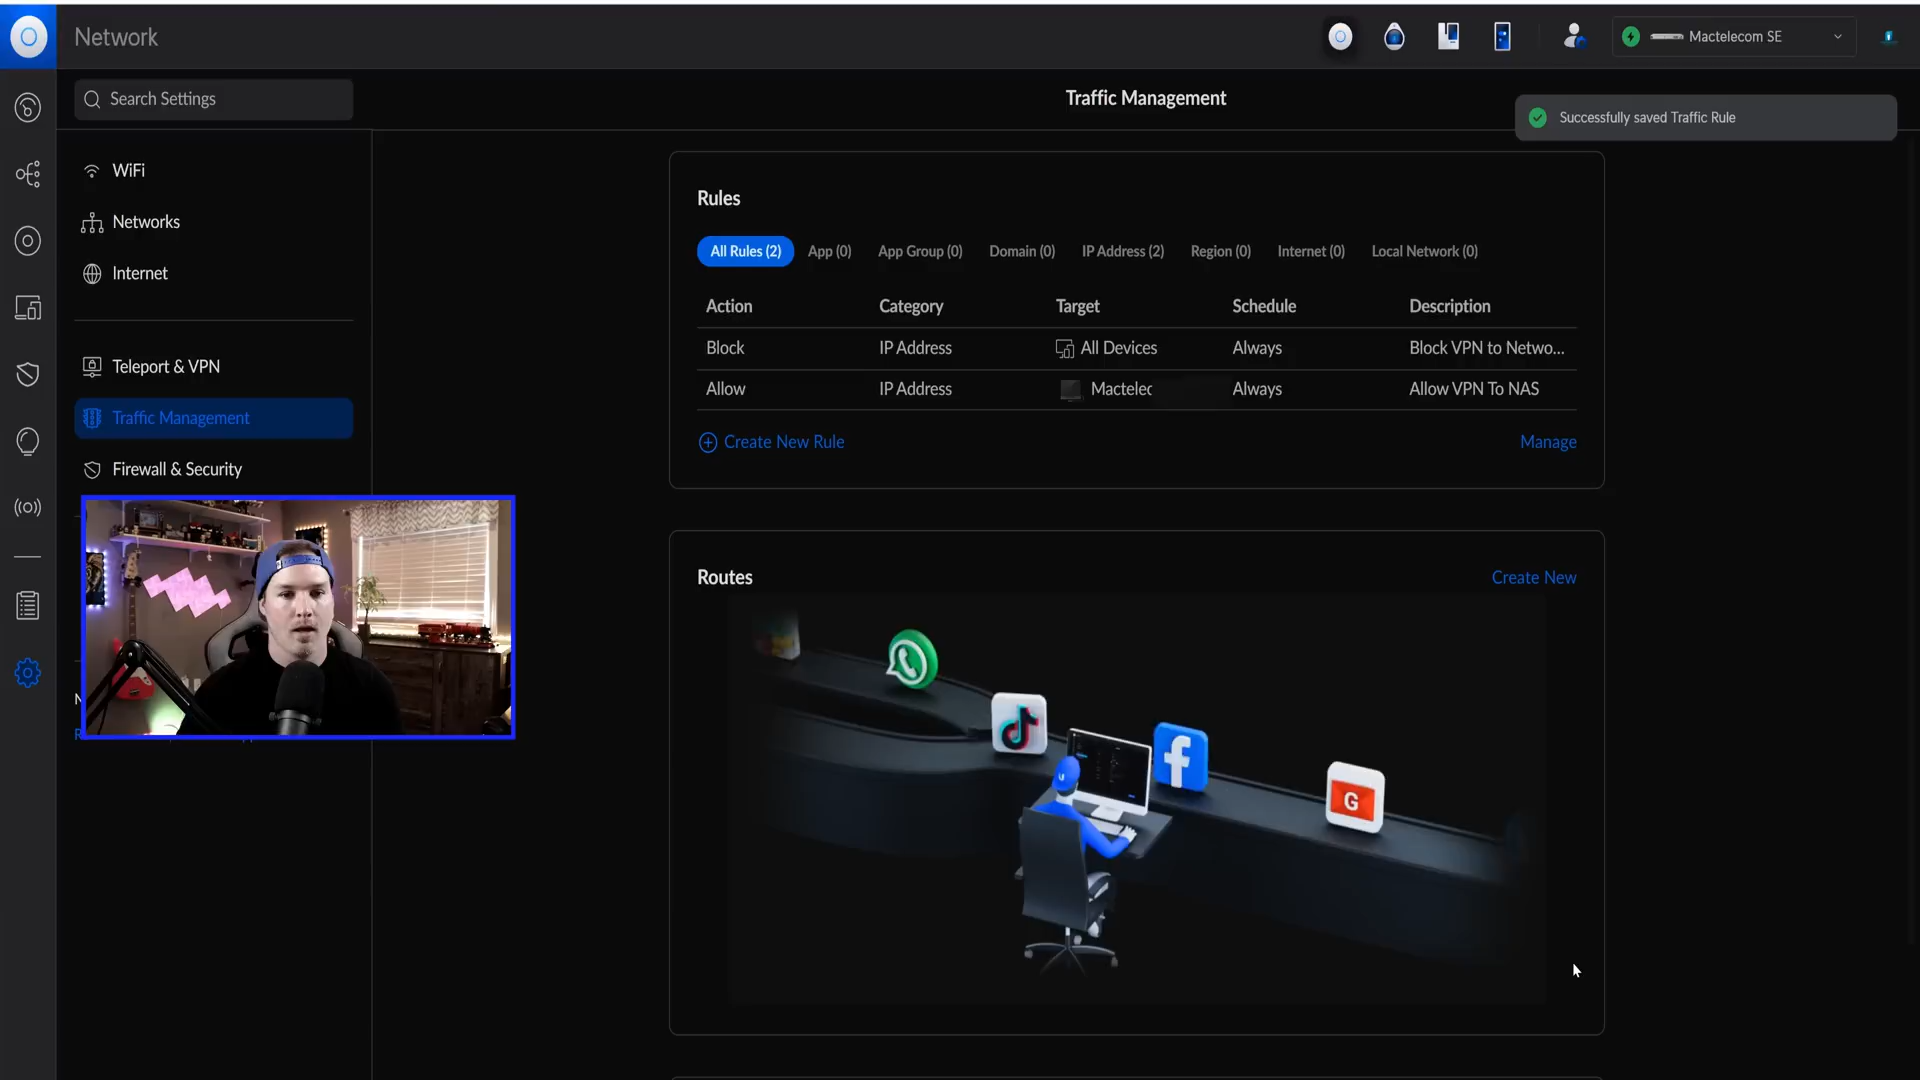 Network
Mactelecom SE
Search Settings
Traffic Management
Successfully saved Traffic Rule
WiFi
Networks
Internet
Teleport & VPN
Traffic Management
Firewall & Security
Rules
All Rules (2) App (0) App Group (0) Domain (0) IP Address (2) Region (0) Internet (0) Local Network (0)
Action Category Target Schedule Description
Block IP Address All Devices Always Block VPN to Netwo...
Allow IP Address Mactelec Always Allow VPN To NAS
Create New Rule
Manage
Routes
Create New
G